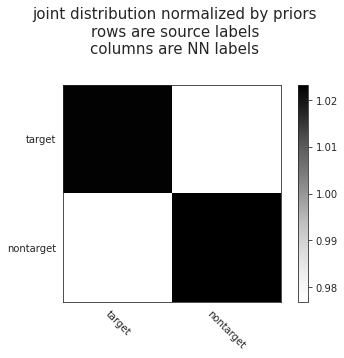 joint distribution normalized by priors
rows are source labels
columns are NN labels
target
nontarget
target
nontarget
1.02
1.01
1.00
0.99
0.98